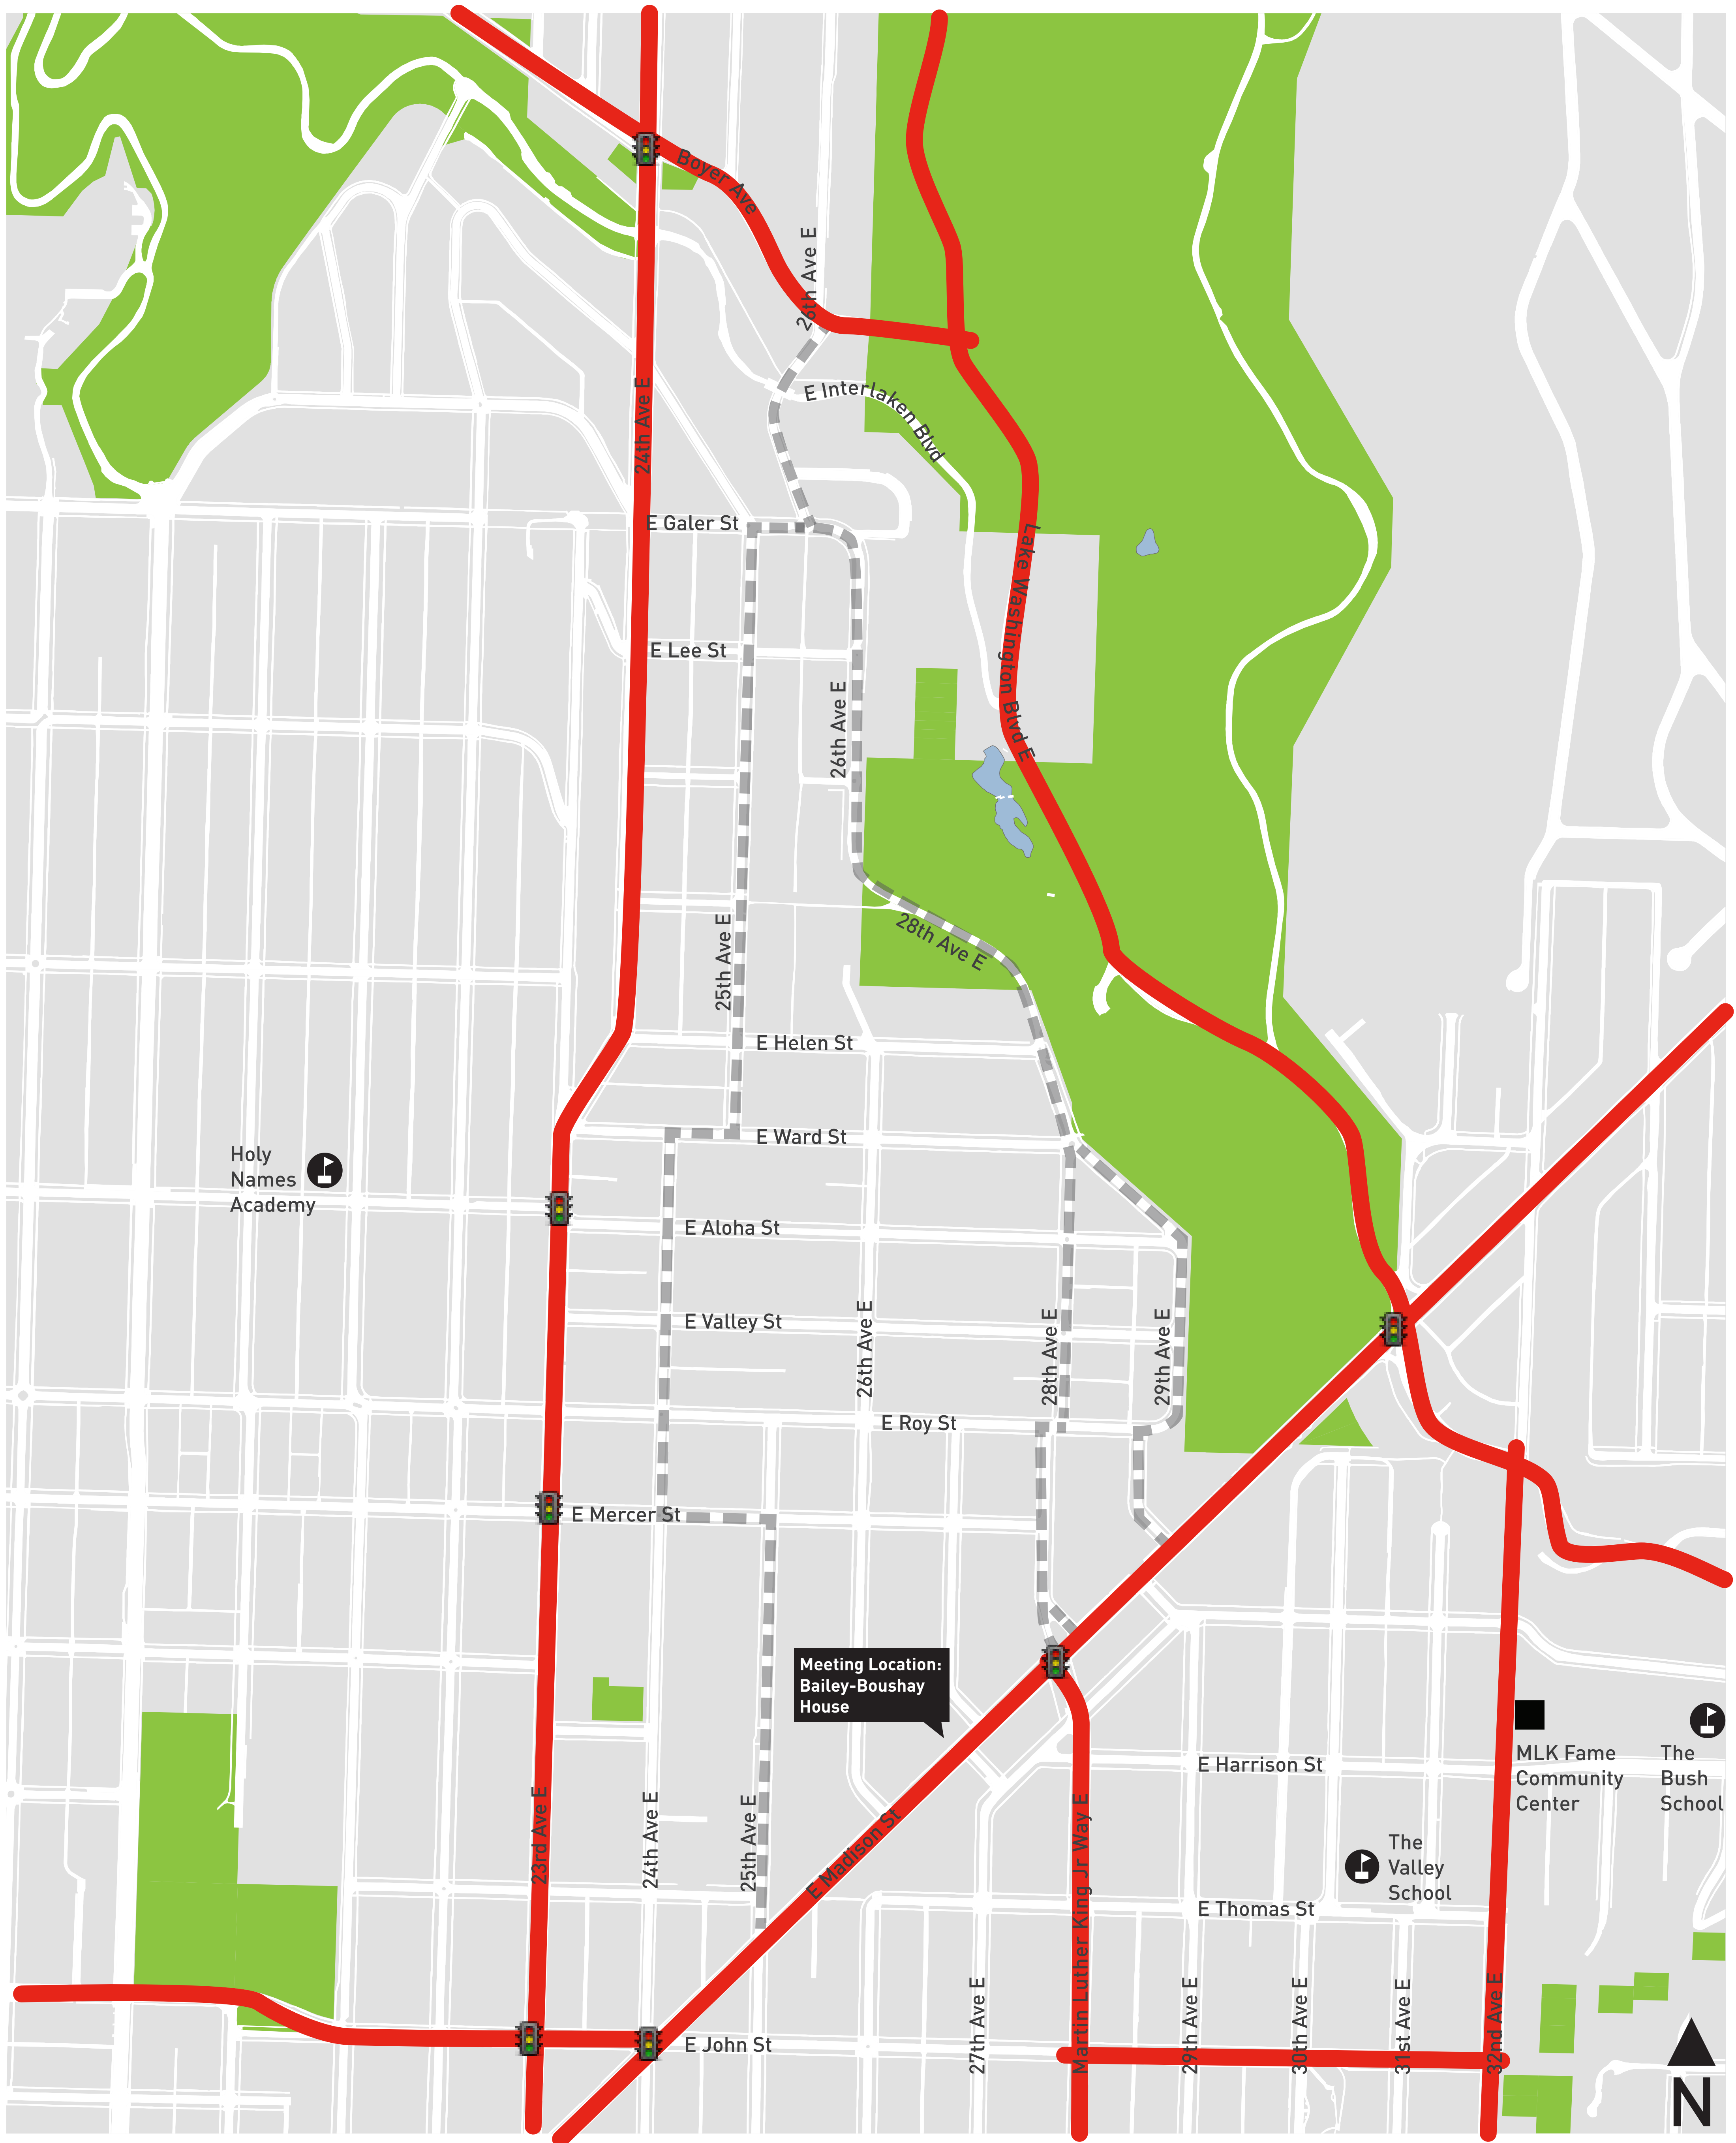 Boyer Ave
26th Ave E
E Interlaken Blvd
24th Ave E
E Galer St
Lake Washington Blvd E
E Lee St
26th Ave E
25th Ave E
28th Ave E
E Helen St
E Ward St
Holy
Names
Academy
E Aloha St
E Valley St
26th Ave E
28th Ave E
29th Ave E
E Roy St
E Mercer St
Meeting Location:
Bailey-Boushay
House
MLK Fame
Community
Center
The
Bush
School
E Harrison St
23rd Ave E
24th Ave E
25th Ave E
E Madison St
Martin Luther King Jr Way E
The
Valley
School
E Thomas St
27th Ave E
29th Ave E
30th Ave E
31st Ave E
32nd Ave E
E John St
N